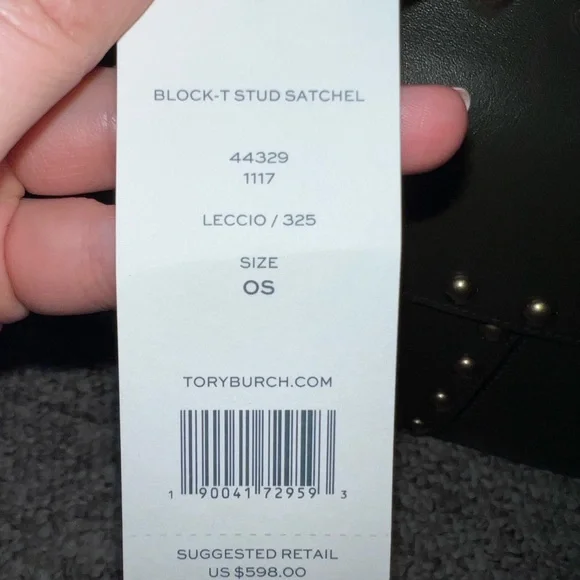 BLOCK-T STUD SATCHEL
44329
1117
LECCIO / 325
SIZE
OS
TORYBURCH.COM
1 90041 72959 3
SUGGESTED RETAIL
US $598.00